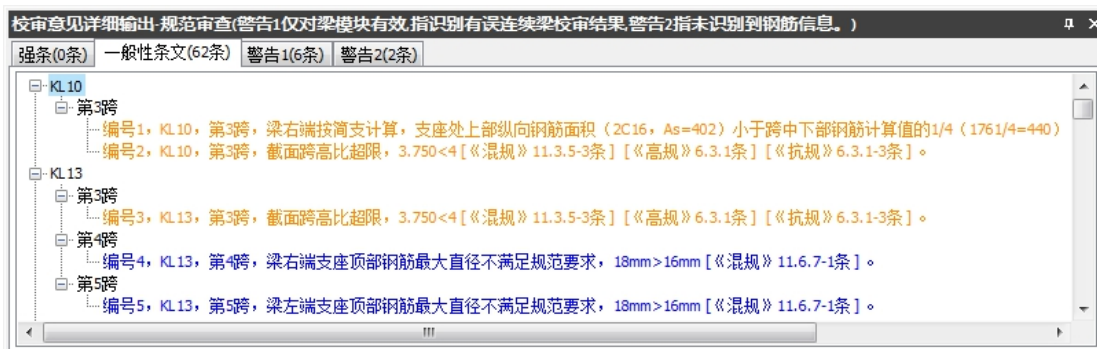 校审意见详细输出-规范审查(警告1仅对梁模块有效,指识别有误连续梁校审结果,警告2指未识别到钢筋信息。)
强条(0条) 一般性条文(62条) 警告1(6条) 警告2(2条)
KL10
第3跨
编号1，KL10，第3跨，梁右端按简支计算，支座处上部纵向钢筋面积（2C16，As=402）小于跨中下部钢筋计算值的1/4（1761/4=440）
编号2，KL10，第3跨，截面跨高比超限，3.750<4[《混规》11.3.5-3条][《高规》6.3.1条][《抗规》6.3.1-3条]。
KL13
第3跨
编号3，KL13，第3跨，截面跨高比超限，3.750<4[《混规》11.3.5-3条][《高规》6.3.1条][《抗规》6.3.1-3条]。
第4跨
编号4，KL13，第4跨，梁右端支座顶部钢筋最大直径不满足规范要求，18mm>16mm[《混规》11.6.7-1条]。
第5跨
编号5，KL13，第5跨，梁左端支座顶部钢筋最大直径不满足规范要求，18mm>16mm[《混规》11.6.7-1条]。